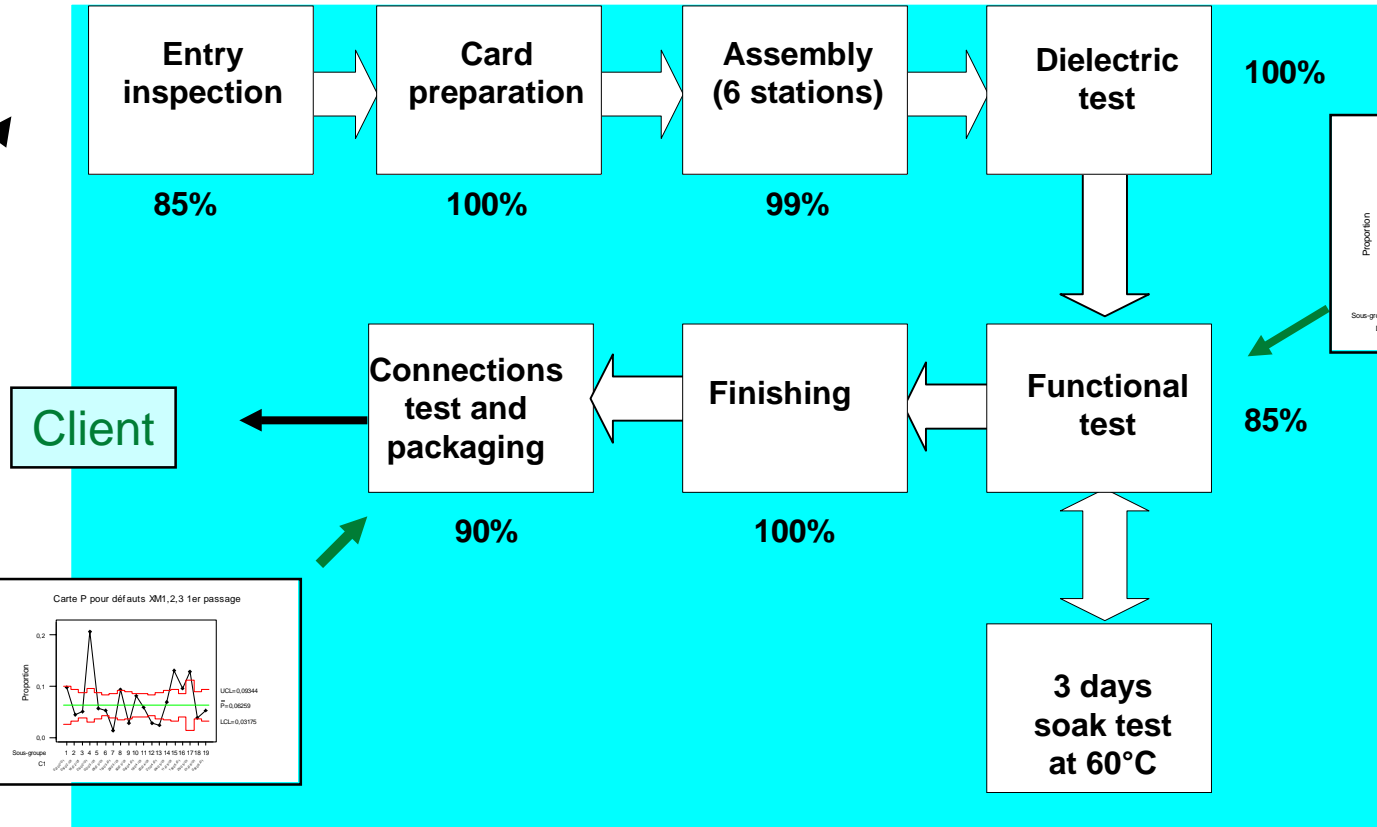 Entry
inspection
Card
preparation
Assembly
(6 stations)
Dielectric
test
100%
85%
100%
99%
Proportion
Connections
test and
packaging
Finishing
Functional
test
85%
Client
90%
100%
Carte P pour défauts XM1,2,3 1er passage
0,2
0,1
0,0
Proportion
UCL=0,09344
P=0,06259
LCL=0,03175
Sous-groupe
1 2 3 4 5 6 7 8 9 10 11 12 13 14 15 16 17 18 19
C1
3 days
soak test
at 60°C